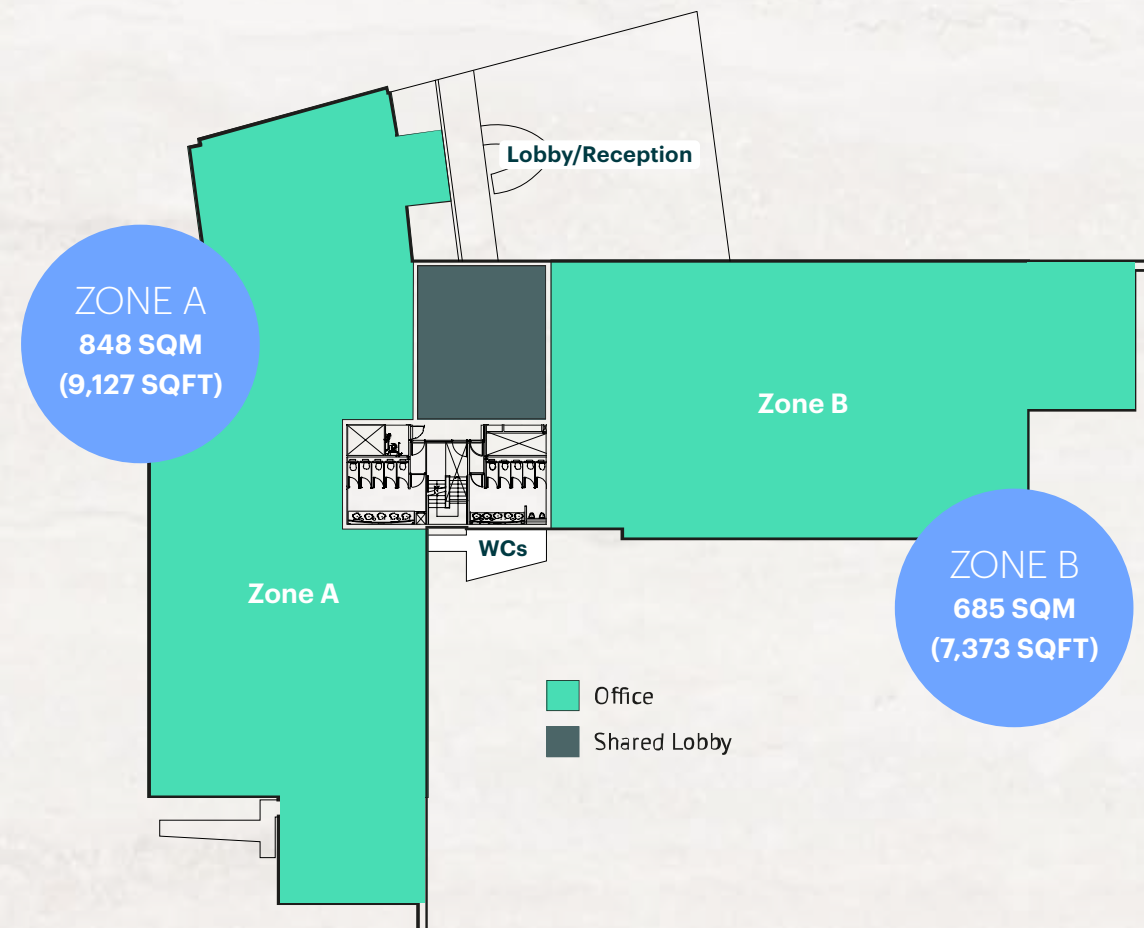 Lobby/Reception
ZONE A
848 SQM
(9,127 SQFT)
Zone B
WCs
ZONE B
685 SQM
(7,373 SQFT)
Zone A
Office
Shared Lobby